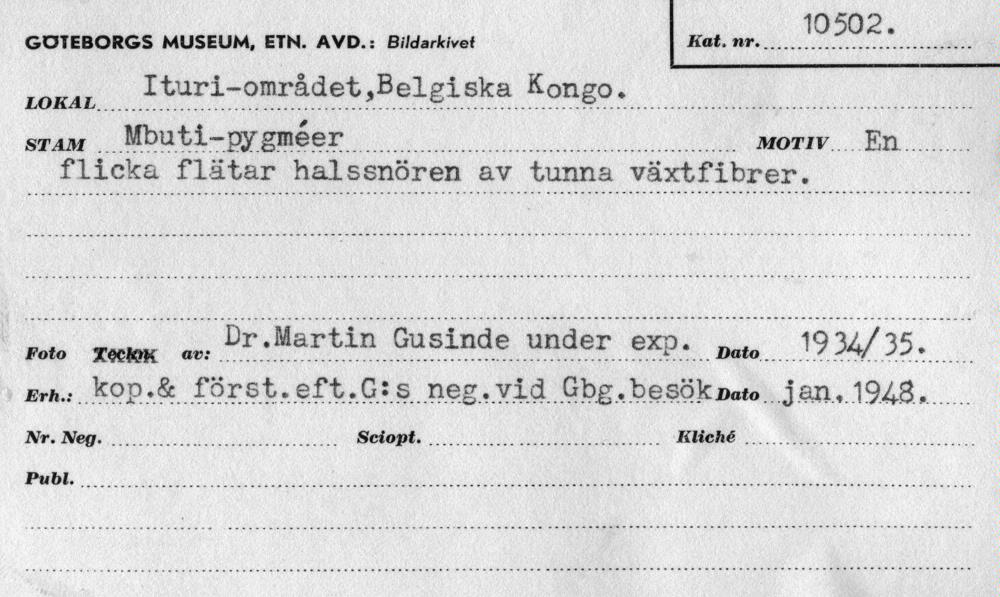 GÖTEBORGS MUSEUM, ETN. AVD.: Bildarkivet
Kat. nr. 10502.
LOKAL Ituri-området,Belgiska Kongo.
STAM Mbuti-pygméer MOTIV En
flicka flätar halssnören av tunna växtfibrer.
Foto Teckn. av: Dr.Martin Gusinde under exp. Dato 1934/35.
Erh.: kop.& först.eft.G:s neg.vid Gbg.besök Dato jan.1948.
Nr. Neg. Sciopt. Kliché
Publ.